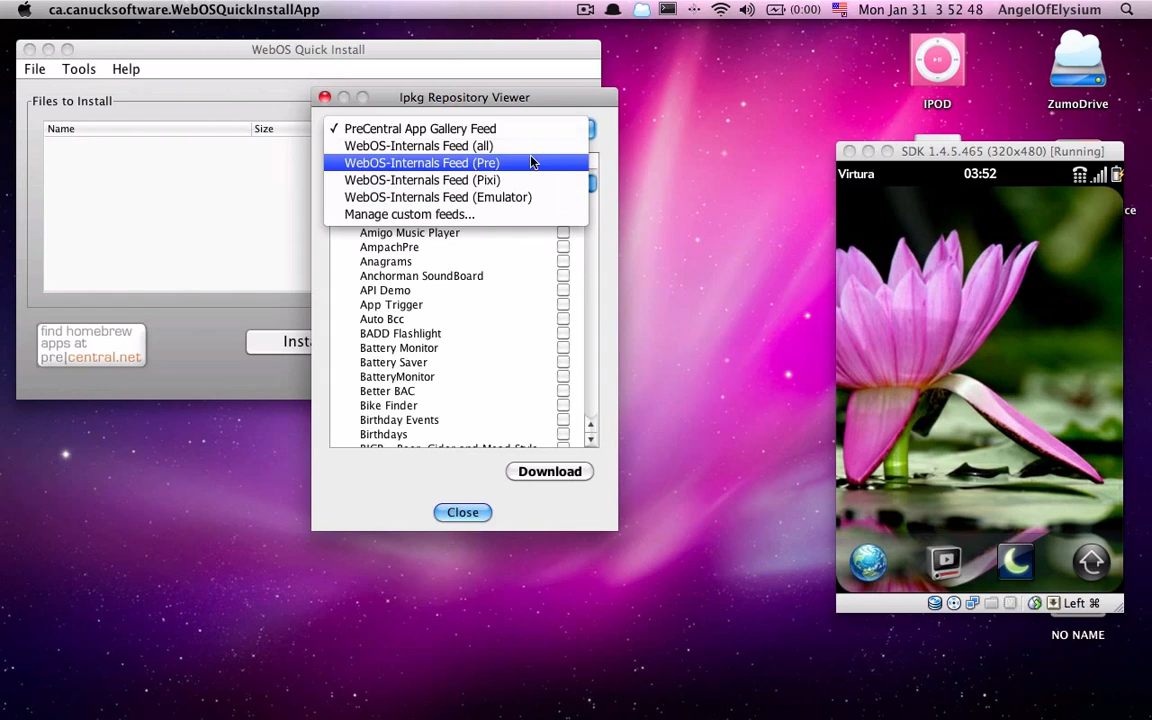 ca.canucksoftware.WebOSQuickInstallApp
(0:00)
Mon Jan 31 3 52 48
AngelOfElysium
WebOS Quick Install
File Tools Help
Files to Install
Name Size
find homebrew
apps at
pre|central.net
Insta
Ipkg Repository Viewer
✓ PreCentral App Gallery Feed
WebOS-Internals Feed (all)
WebOS-Internals Feed (Pre)
WebOS-Internals Feed (Pixi)
WebOS-Internals Feed (Emulator)
Manage custom feeds...
Amigo Music Player
AmpachPre
Anagrams
Anchorman SoundBoard
API Demo
App Trigger
Auto Bcc
BADD Flashlight
Battery Monitor
Battery Saver
BatteryMonitor
Better BAC
Bike Finder
Birthday Events
Birthdays
Download
Close
IPOD
ZumoDrive
SDK 1.4.5.465 (320x480) [Running]
Virtura
03:52
ce
Left ⌘
NO NAME